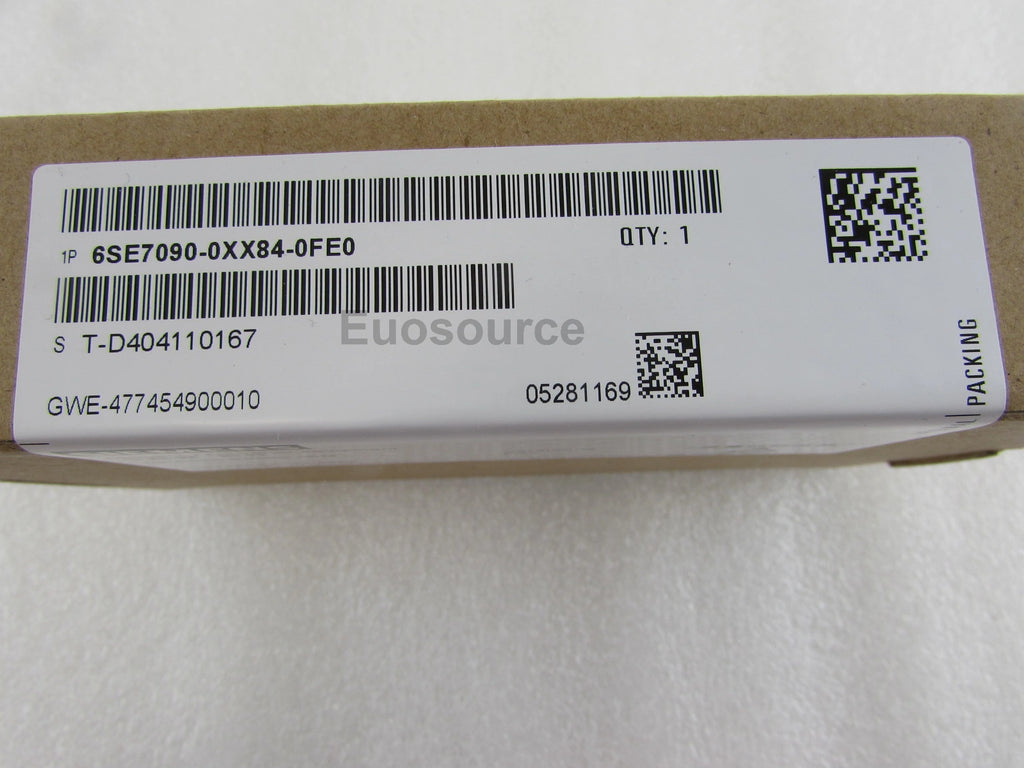 1P 6SE7090-0XX84-0FE0
QTY: 1
S T-D404110167
Euosource
GWE-477454900010
05281169
PACKING